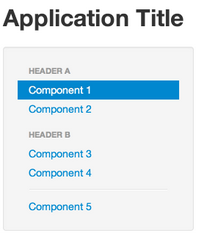 Application Title
HEADER A
Component 1
Component 2
HEADER B
Component 3
Component 4
Component 5